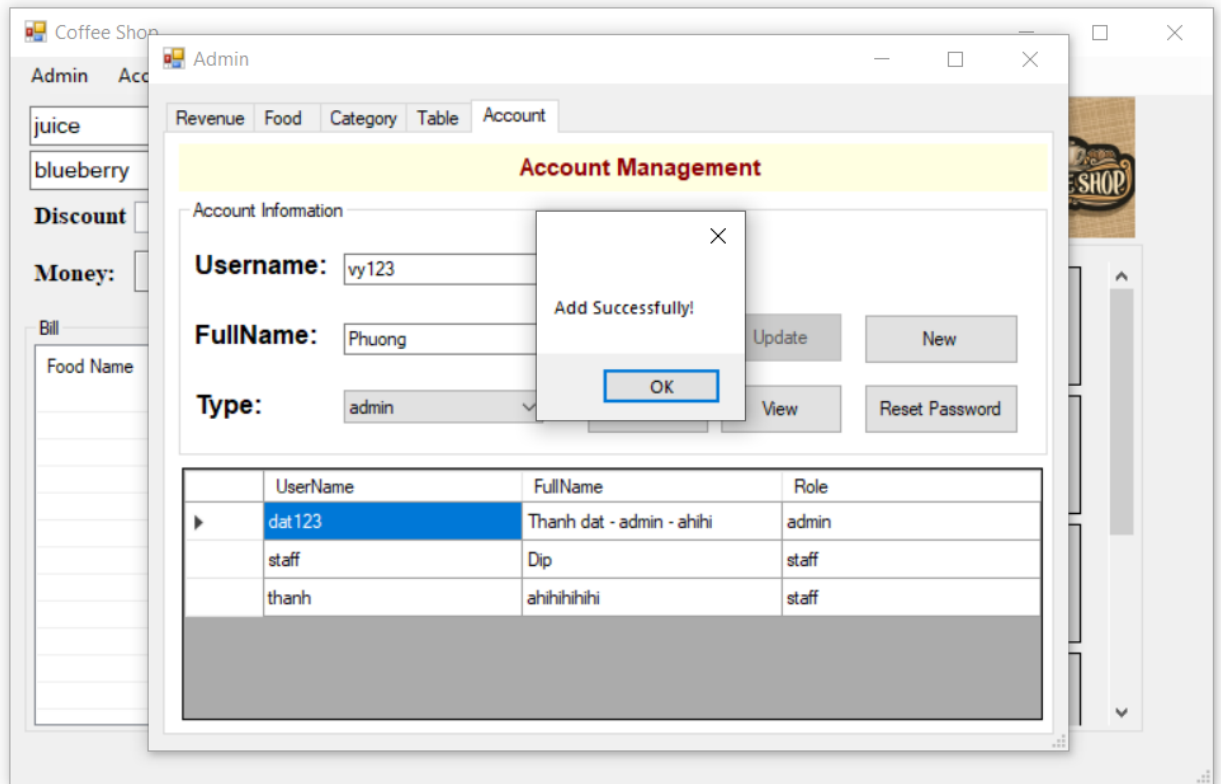 Coffee Shop
Admin
Admin
juice
blueberry
Discount
Money:
Bill
Food Name
Revenue Food Category Table Account
Account Management
Account Information
Username: vy123
FullName: Phuong
Type: admin
Add Successfully!
OK
Update New
View Reset Password
UserName FullName Role
dat123 Thanh dat - admin - ahihi admin
staff Dip staff
thanh ahihihihihi staff
SHOP